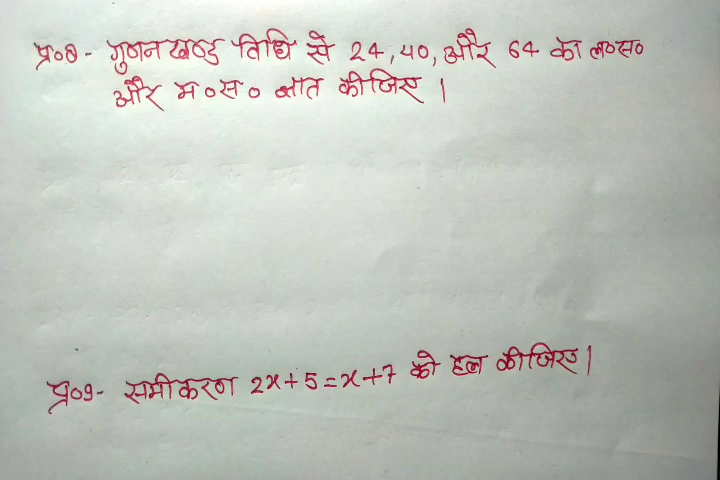 प्र०8- गुणनखण्ड विधि से 24,40, और 64 का ल०स०
और म०स० ज्ञात कीजिए ।
प्र०9- समीकरण 2x+5=x+7 को हल कीजिए।